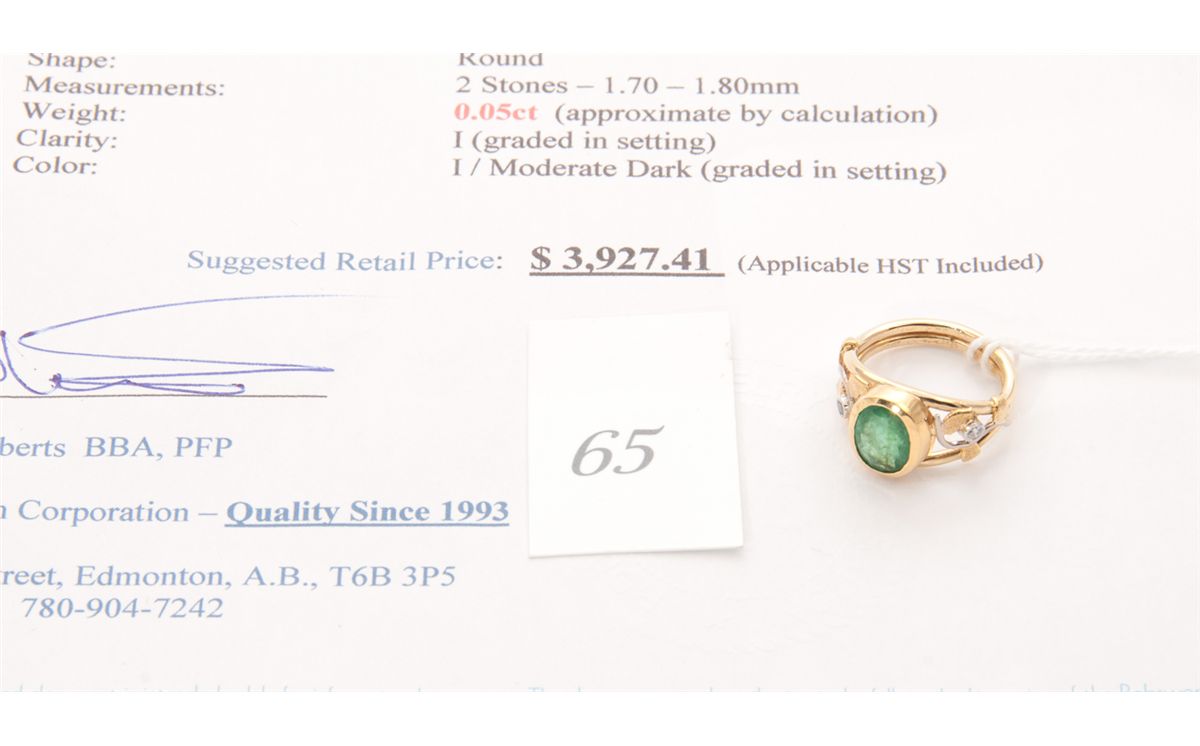 Shape: Round
Measurements: 2 Stones – 1.70 – 1.80mm
Weight: 0.05ct (approximate by calculation)
Clarity: I (graded in setting)
Color: I / Moderate Dark (graded in setting)
Suggested Retail Price: $ 3,927.41 (Applicable HST Included)
65
berts BBA, PFP
n Corporation – Quality Since 1993
reet, Edmonton, A.B., T6B 3P5
780-904-7242